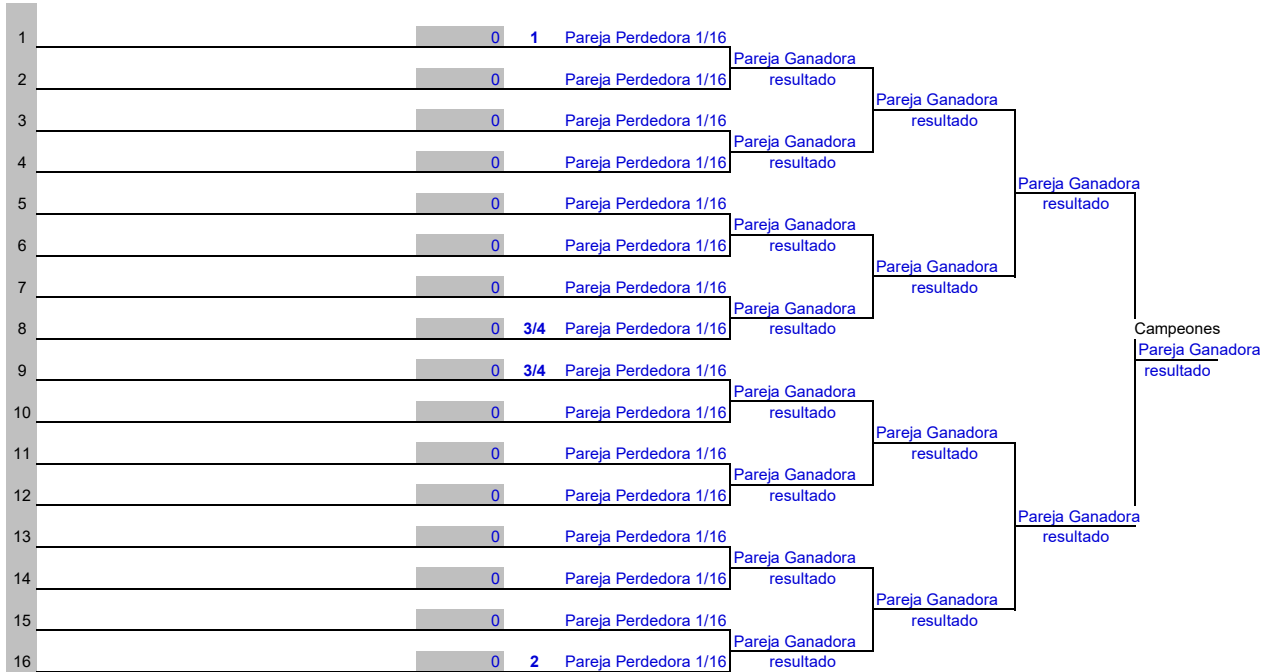 1 0 1 Pareja Perdedora 1/16
Pareja Ganadora
2 0 Pareja Perdedora 1/16 resultado
Pareja Ganadora
3 0 Pareja Perdedora 1/16 resultado
Pareja Ganadora
4 0 Pareja Perdedora 1/16 resultado
Pareja Ganadora
5 0 Pareja Perdedora 1/16 resultado
Pareja Ganadora
6 0 Pareja Perdedora 1/16 resultado
Pareja Ganadora
7 0 Pareja Perdedora 1/16 resultado
Pareja Ganadora
8 0 3/4 Pareja Perdedora 1/16 resultado Campeones
Pareja Ganadora
9 0 3/4 Pareja Perdedora 1/16 resultado
Pareja Ganadora
10 0 Pareja Perdedora 1/16 resultado
Pareja Ganadora
11 0 Pareja Perdedora 1/16 resultado
Pareja Ganadora
12 0 Pareja Perdedora 1/16 resultado
Pareja Ganadora
13 0 Pareja Perdedora 1/16 resultado
Pareja Ganadora
14 0 Pareja Perdedora 1/16 resultado
Pareja Ganadora
15 0 Pareja Perdedora 1/16 resultado
Pareja Ganadora
16 0 2 Pareja Perdedora 1/16 resultado